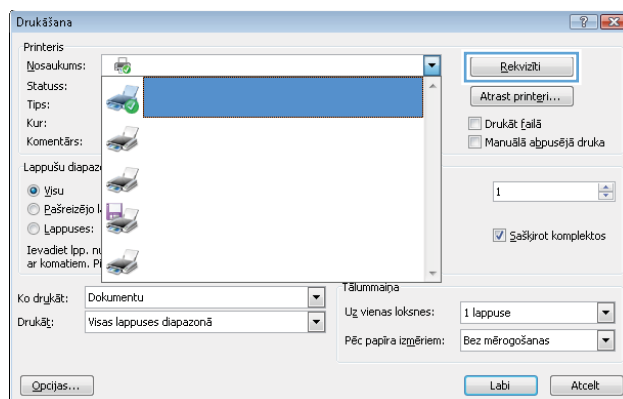 Drukāšana
Printeris
Nosaukums:
Rekvizīti
Statuss:
Tips:
Atrast printeri...
Kur:
Drukāt failā
Komentārs:
Manuālā abpusējā druka
Lappušu diapaz
Visu
1
Pašreizējo l
Lappuses:
Sašķirot komplektos
Ievadiet lpp. nu
ar komatiem. Pi
Tālummaiņa
Ko drukāt: Dokumentu
Uz vienas loksnes: 1 lappuse
Drukāt: Visas lappuses diapazonā
Pēc papīra izmēriem: Bez mērogošanas
Opcijas...
Labi
Atcelt